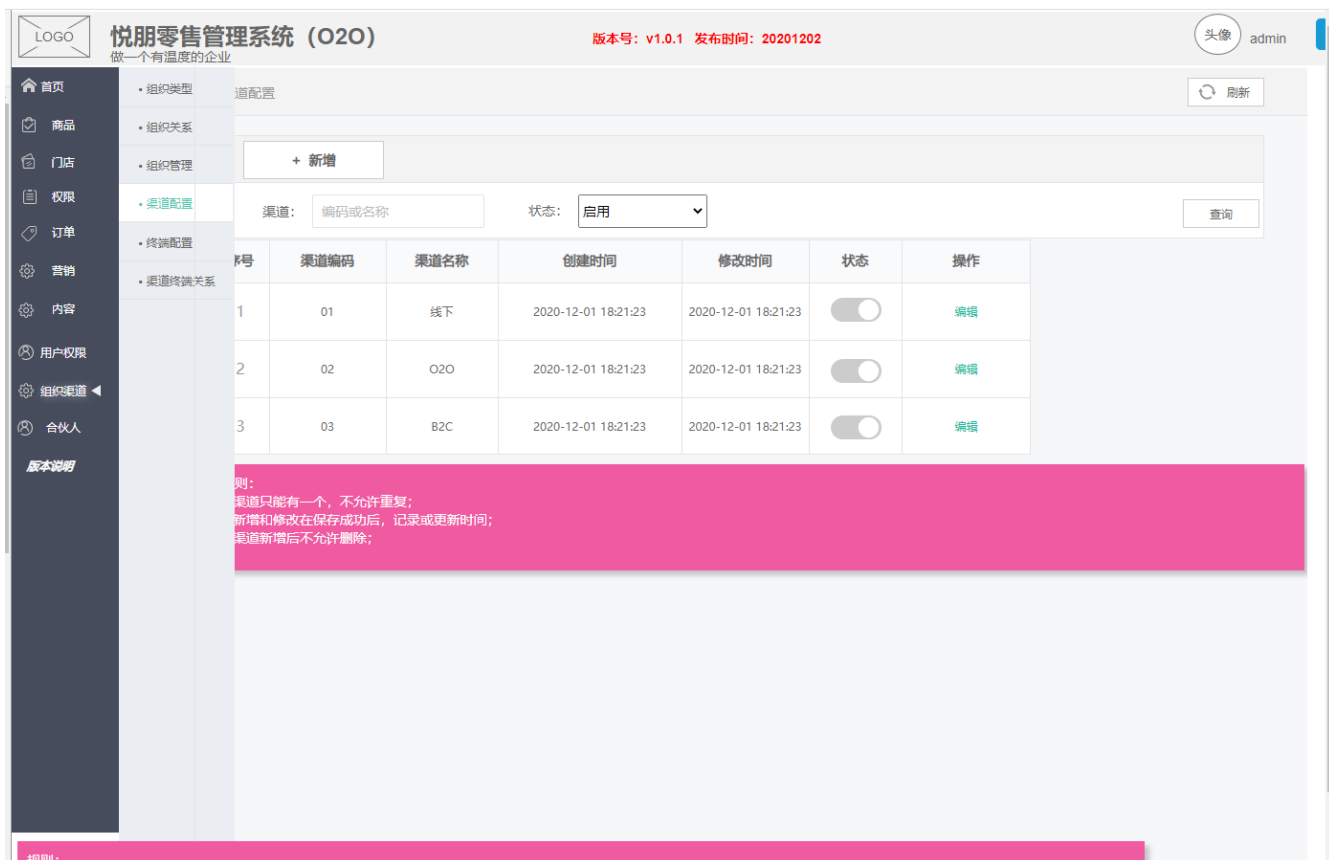 LOGO
悦朋零售管理系统（O2O）
做一个有温度的企业
版本号：v1.0.1 发布时间：20201202
头像
admin
首页
商品
门店
权限
订单
营销
内容
用户权限
组织渠道
合伙人
版本说明
• 组织类型
• 组织关系
• 组织管理
• 渠道配置
• 终端配置
• 渠道终端关系
道配置
刷新
+ 新增
渠道：
编码或名称
状态：
启用
查询
序号 渠道编码 渠道名称 创建时间 修改时间 状态 操作
1 01 线下 2020-12-01 18:21:23 2020-12-01 18:21:23 编辑
2 02 O2O 2020-12-01 18:21:23 2020-12-01 18:21:23 编辑
3 03 B2C 2020-12-01 18:21:23 2020-12-01 18:21:23 编辑
则：
渠道只能有一个，不允许重复；
新增和修改在保存成功后，记录或更新时间；
渠道新增后不允许删除；
规则：